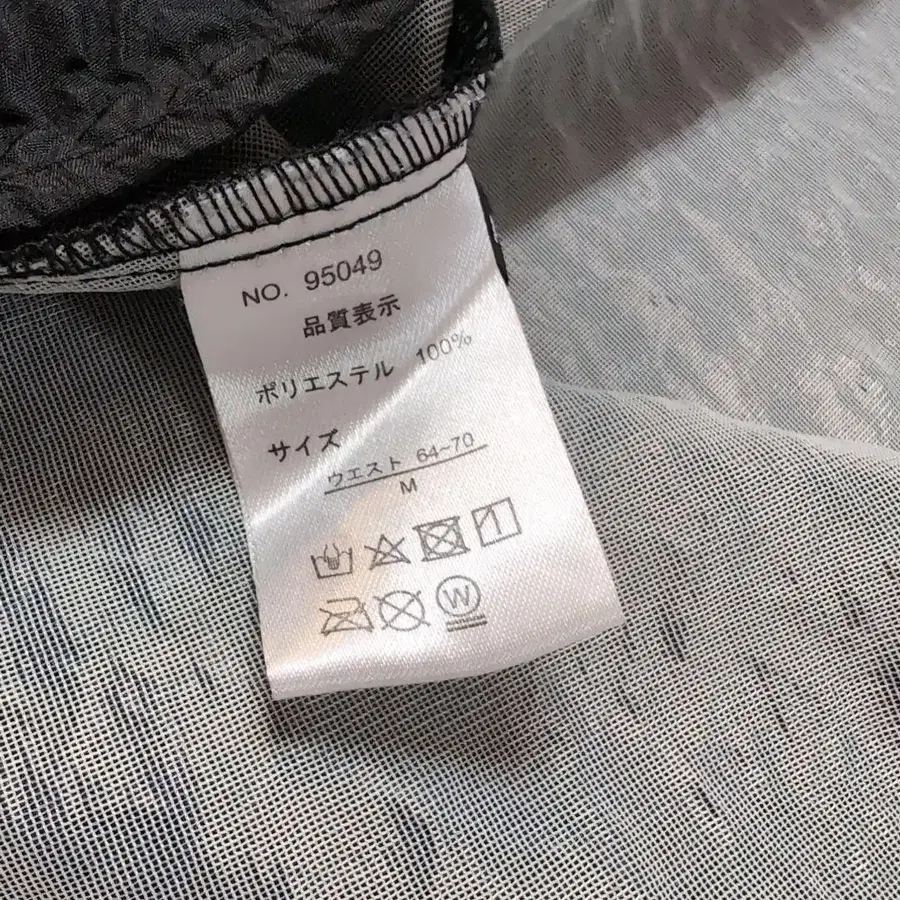 NO. 95049
品質表示
ポリエステル 100%
サイズ
ウエスト 64~70
M
W